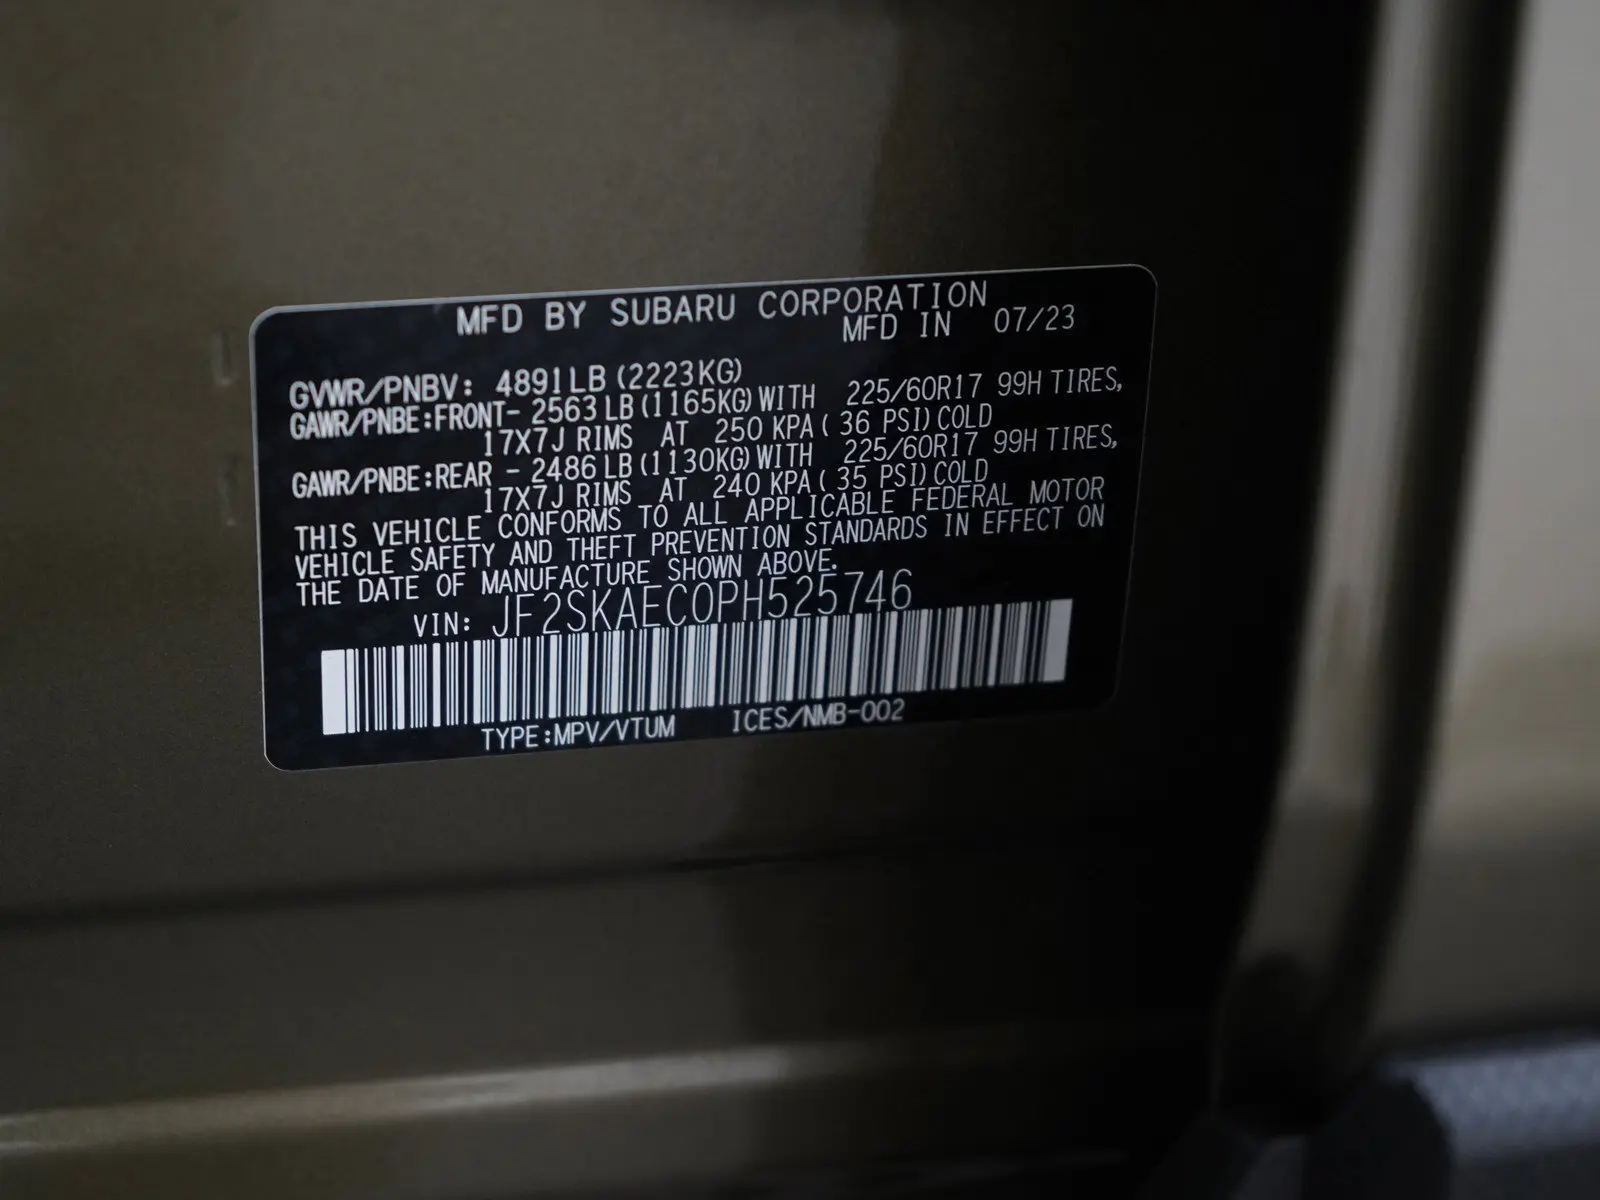 MFD BY SUBARU CORPORATION
MFD IN 07/23
GVWR/PNBV: 4891LB (2223KG)
GAWR/PNBE:FRONT- 2563LB (1165KG) WITH 225/60R17 99H TIRES,
17X7J RIMS AT 250 KPA ( 36 PSI) COLD
GAWR/PNBE:REAR - 2486LB (1130KG) WITH 225/60R17 99H TIRES,
17X7J RIMS AT 240 KPA ( 35 PSI) COLD
THIS VEHICLE CONFORMS TO ALL APPLICABLE FEDERAL MOTOR
VEHICLE SAFETY AND THEFT PREVENTION STANDARDS IN EFFECT ON
THE DATE OF MANUFACTURE SHOWN ABOVE.
VIN: JF2SKAEC0PH525746
TYPE:MPV/VTUM ICES/NMB-002